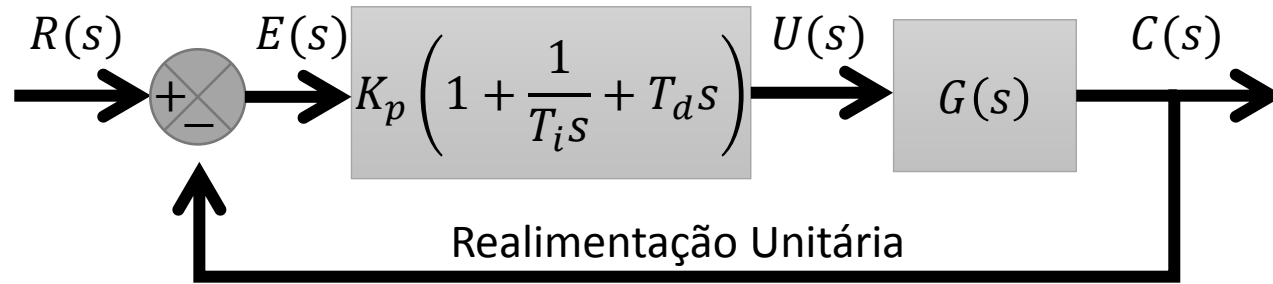 R(s) E(s) U(s) C(s)
+ − K_p(1 + 1/(T_i s) + T_d s) G(s)
Realimentação Unitária